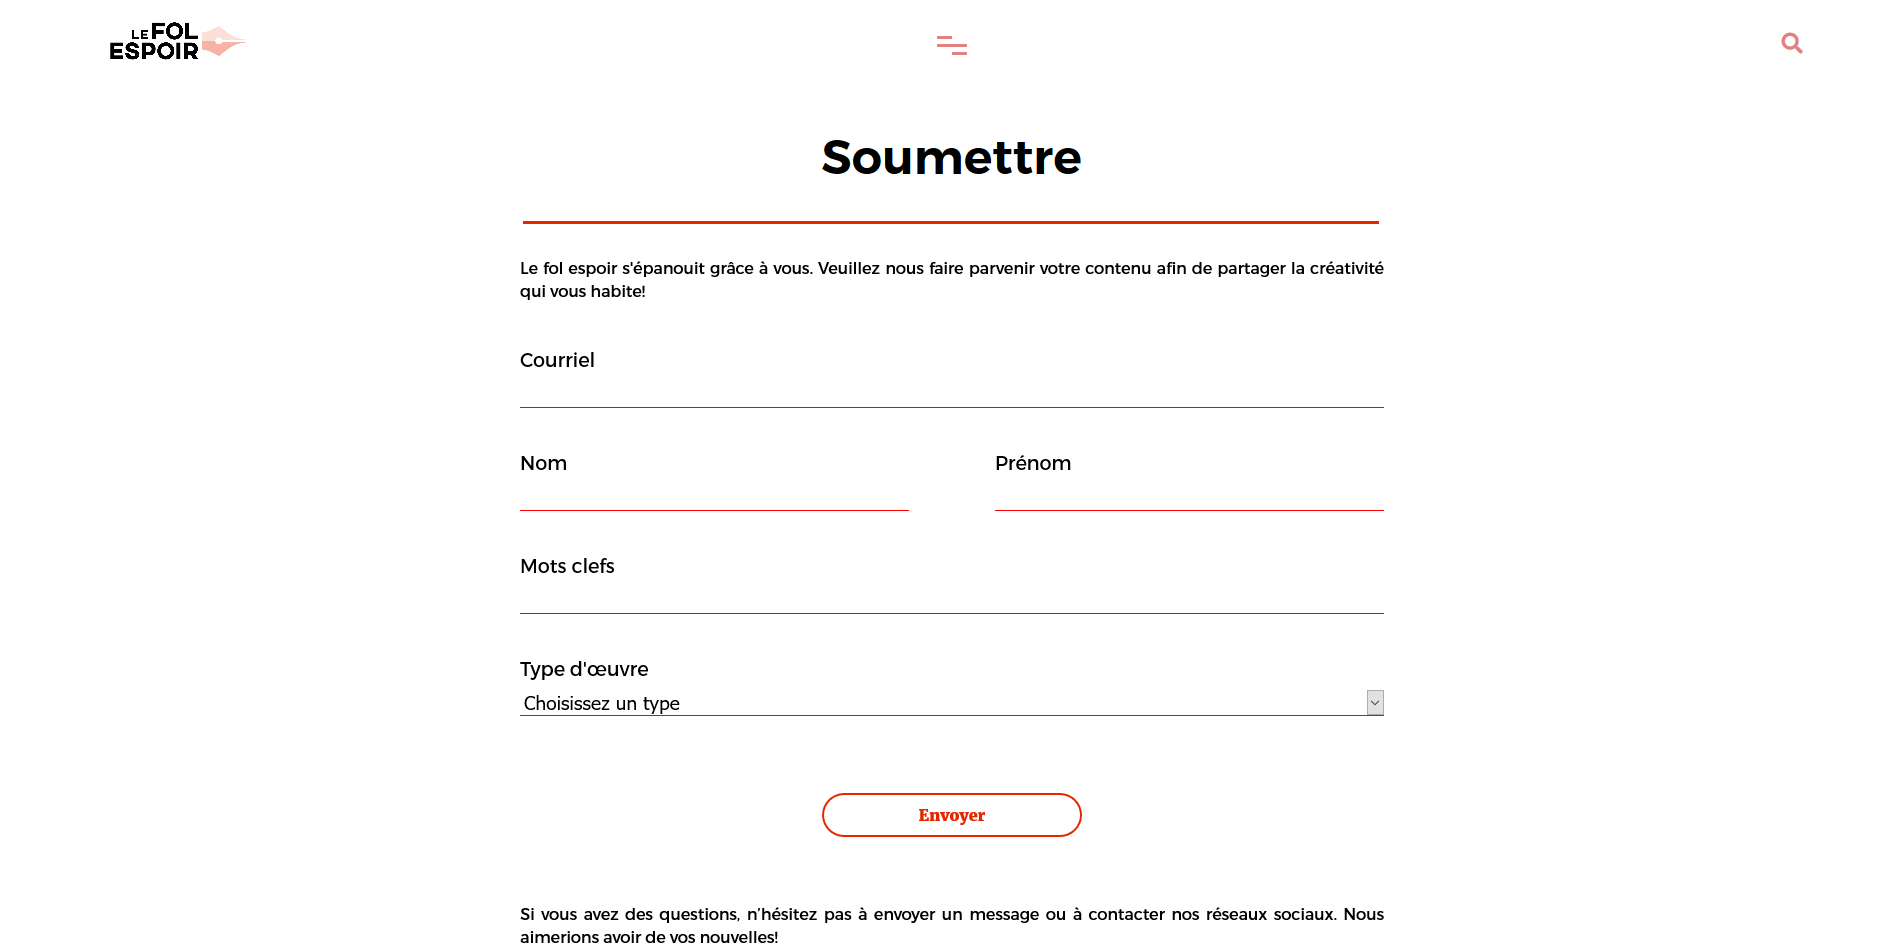 LE FOL
ESPOIR
Soumettre
Le fol espoir s'épanouit grâce à vous. Veuillez nous faire parvenir votre contenu afin de partager la créativité
qui vous habite!
Courriel
Nom
Prénom
Mots clefs
Type d'œuvre
Choisissez un type
Envoyer
Si vous avez des questions, n’hésitez pas à envoyer un message ou à contacter nos réseaux sociaux. Nous
aimerions avoir de vos nouvelles!